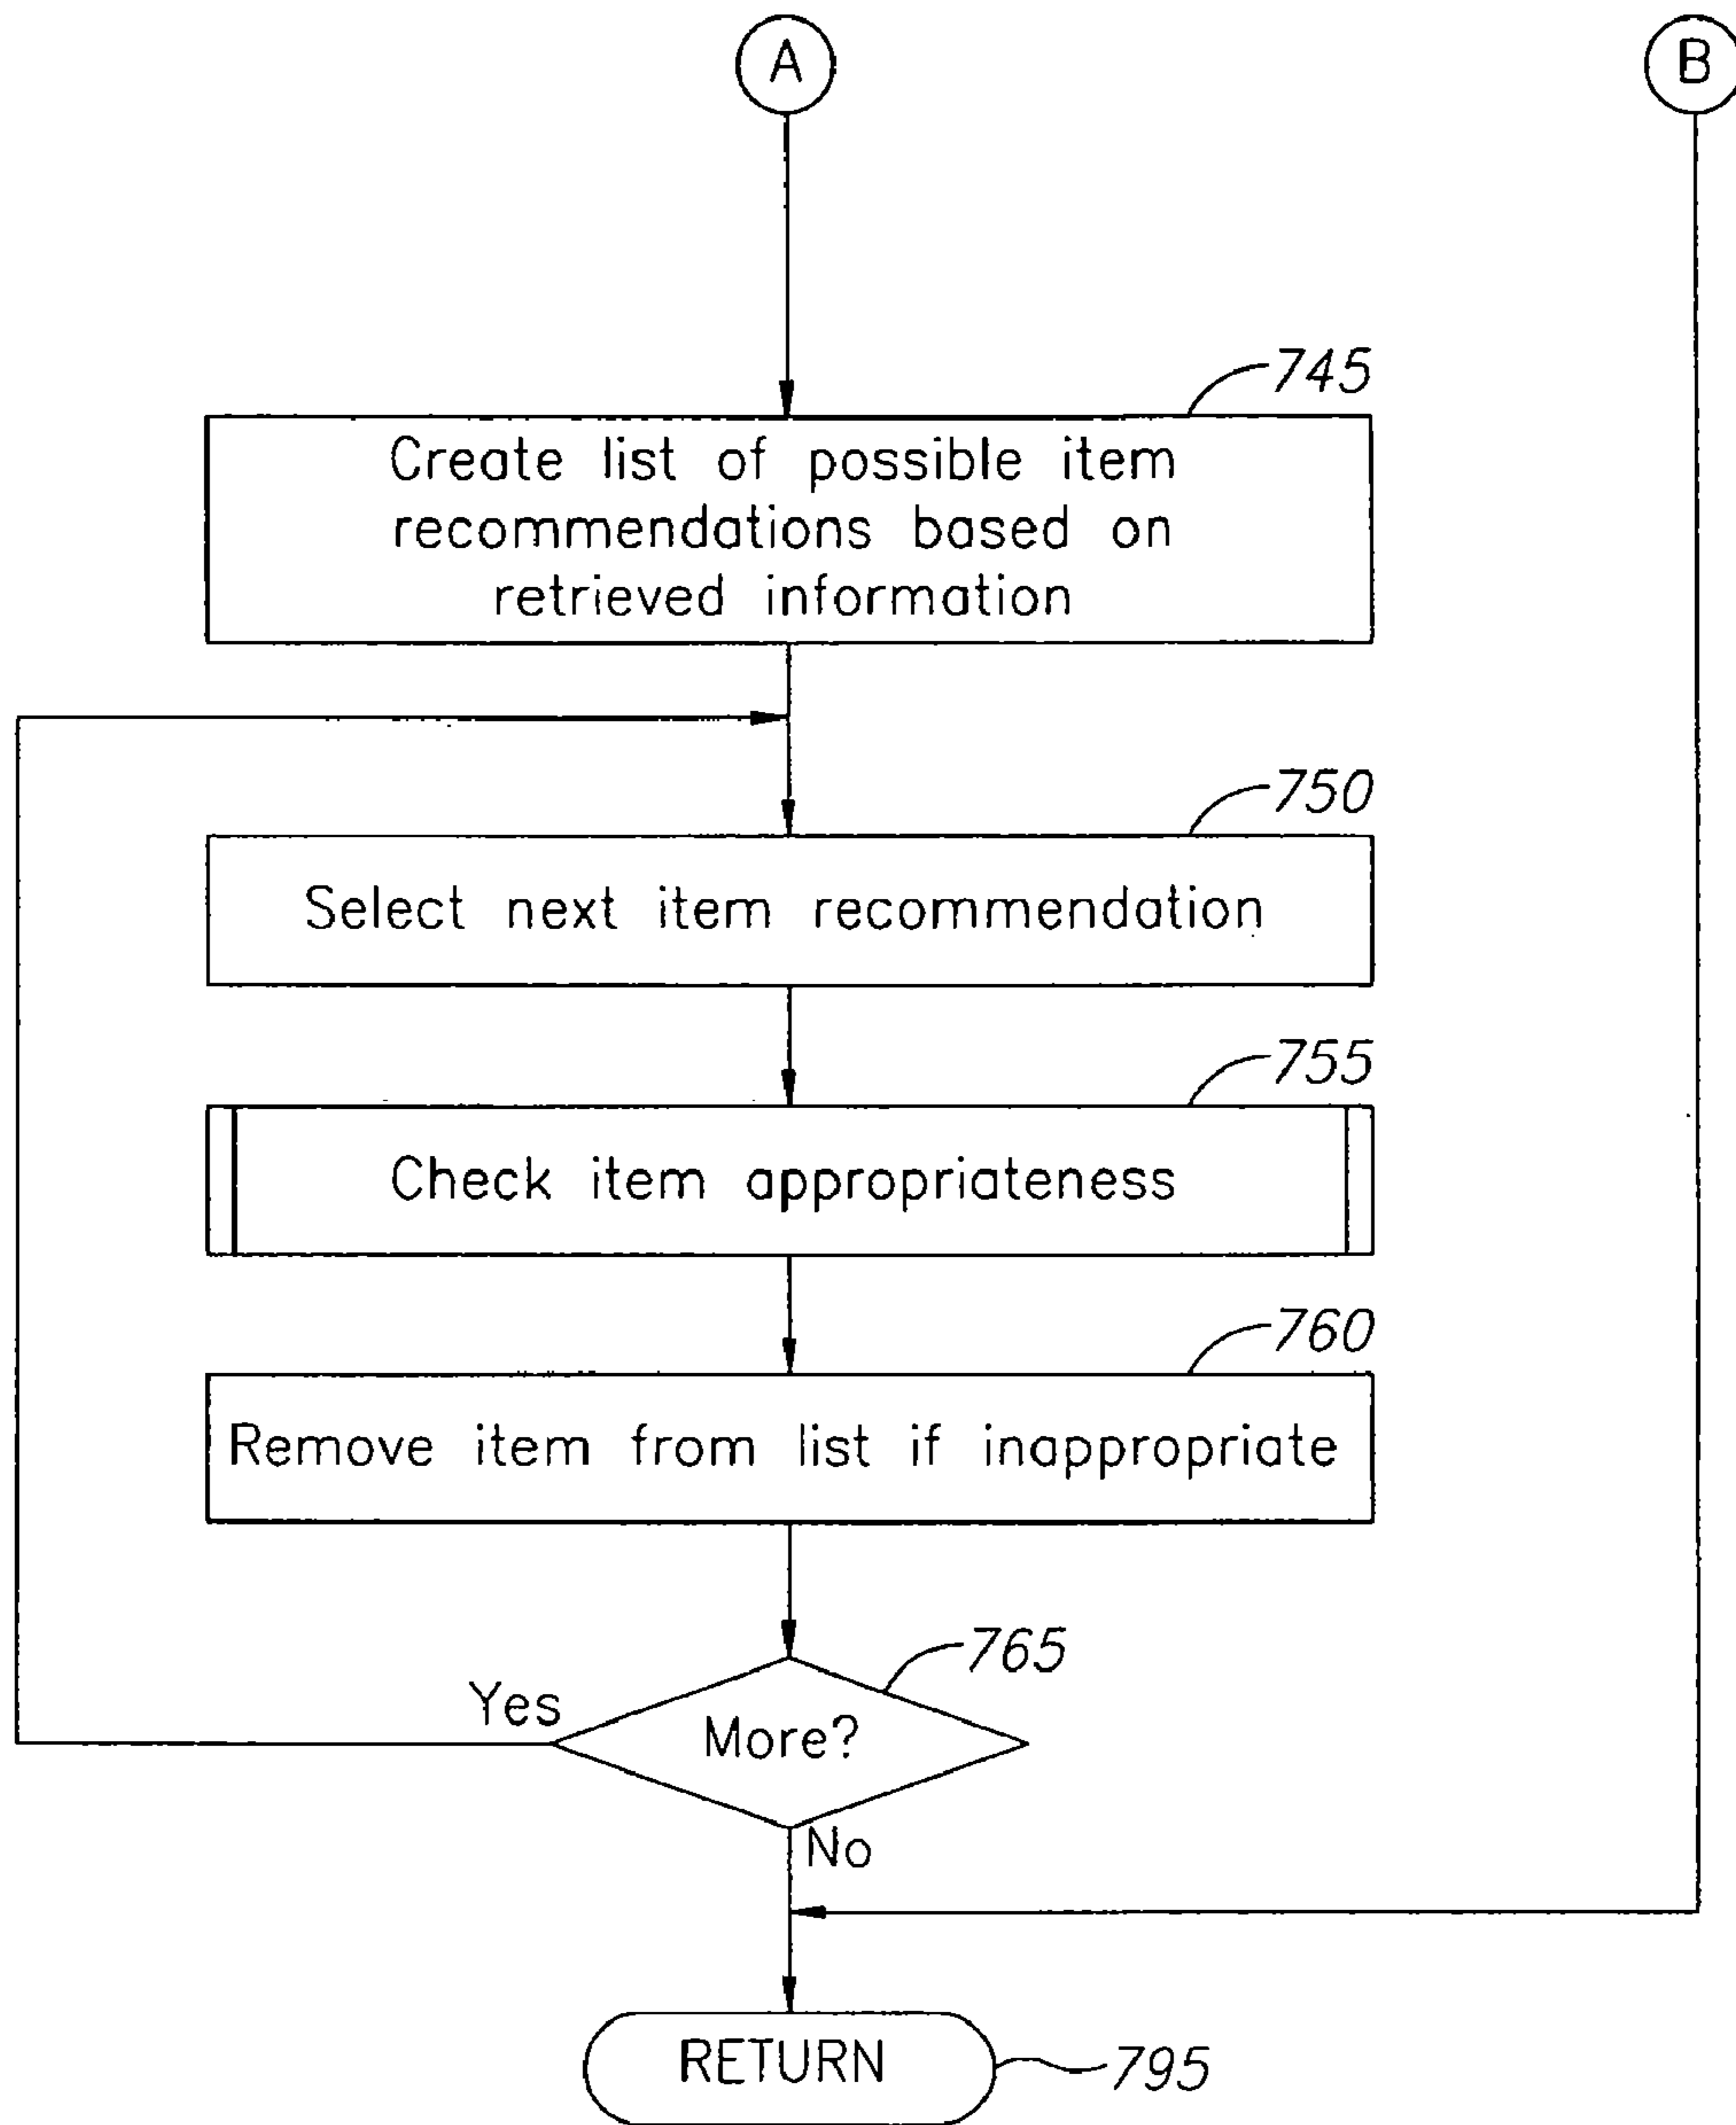 A
B
745
Create list of possible item
recommendations based on
retrieved information
750
Select next item recommendation
755
Check item appropriateness
760
Remove item from list if inappropriate
765
Yes
More?
No
RETURN
795